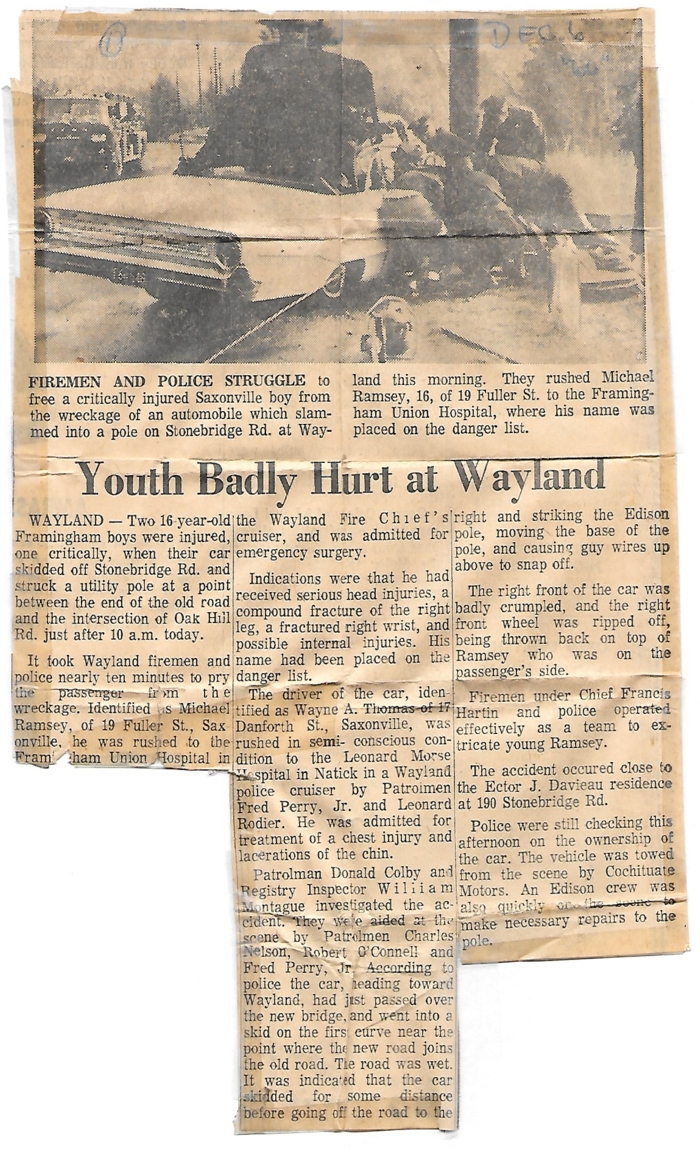 DEC 6
"66"
FIREMEN AND POLICE STRUGGLE to
free a critically injured Saxonville boy from
the wreckage of an automobile which slam-
med into a pole on Stonebridge Rd. at Way-
land this morning. They rushed Michael
Ramsey, 16, of 19 Fuller St. to the Framing-
ham Union Hospital, where his name was
placed on the danger list.
Youth Badly Hurt at Wayland
WAYLAND — Two 16-year-old
Framingham boys were injured,
one critically, when their car
skidded off Stonebridge Rd. and
struck a utility pole at a point
between the end of the old road
and the intersection of Oak Hill
Rd. just after 10 a.m. today.
It took Wayland firemen and
police nearly ten minutes to pry
the passenger from the
wreckage. Identified as Michael
Ramsey, of 19 Fuller St., Sax
onville, he was rushed to the
Fram ham Union Hospital in
the Wayland Fire Chief's
cruiser, and was admitted for
emergency surgery.
Indications were that he had
received serious head injuries, a
compound fracture of the right
leg, a fractured right wrist, and
possible internal injuries. His
name had been placed on the
danger list.
The driver of the car, iden-
tified as Wayne A. Thomas of 17
Danforth St., Saxonville, was
rushed in semi- conscious con-
dition to the Leonard Morse
Hospital in Natick in a Wayland
police cruiser by Patrolmen
Fred Perry, Jr. and Leonard
Rodier. He was admitted for
treatment of a chest injury and
lacerations of the chin.
Patrolman Donald Colby and
Registry Inspector William
Montague investigated the ac-
cident. They were aided at the
scene by Patrolmen Charles
Nelson, Robert O'Connell and
Fred Perry, Jr. According to
police the car, heading toward
Wayland, had just passed over
the new bridge, and went into a
skid on the first curve near the
point where the new road joins
the old road. The road was wet.
It was indicated that the car
skidded for some distance
before going off the road to the
right and striking the Edison
pole, moving the base of the
pole, and causing guy wires up
above to snap off.
The right front of the car was
badly crumpled, and the right
front wheel was ripped off,
being thrown back on top of
Ramsey who was on the
passenger's side.
Firemen under Chief Francis
Hartin and police operated
effectively as a team to ex-
tricate young Ramsey.
The accident occured close to
the Ector J. Davieau residence
at 190 Stonebridge Rd.
Police were still checking this
afternoon on the ownership of
the car. The vehicle was towed
from the scene by Cochituate
Motors. An Edison crew was
also quickly on the scene to
make necessary repairs to the
pole.